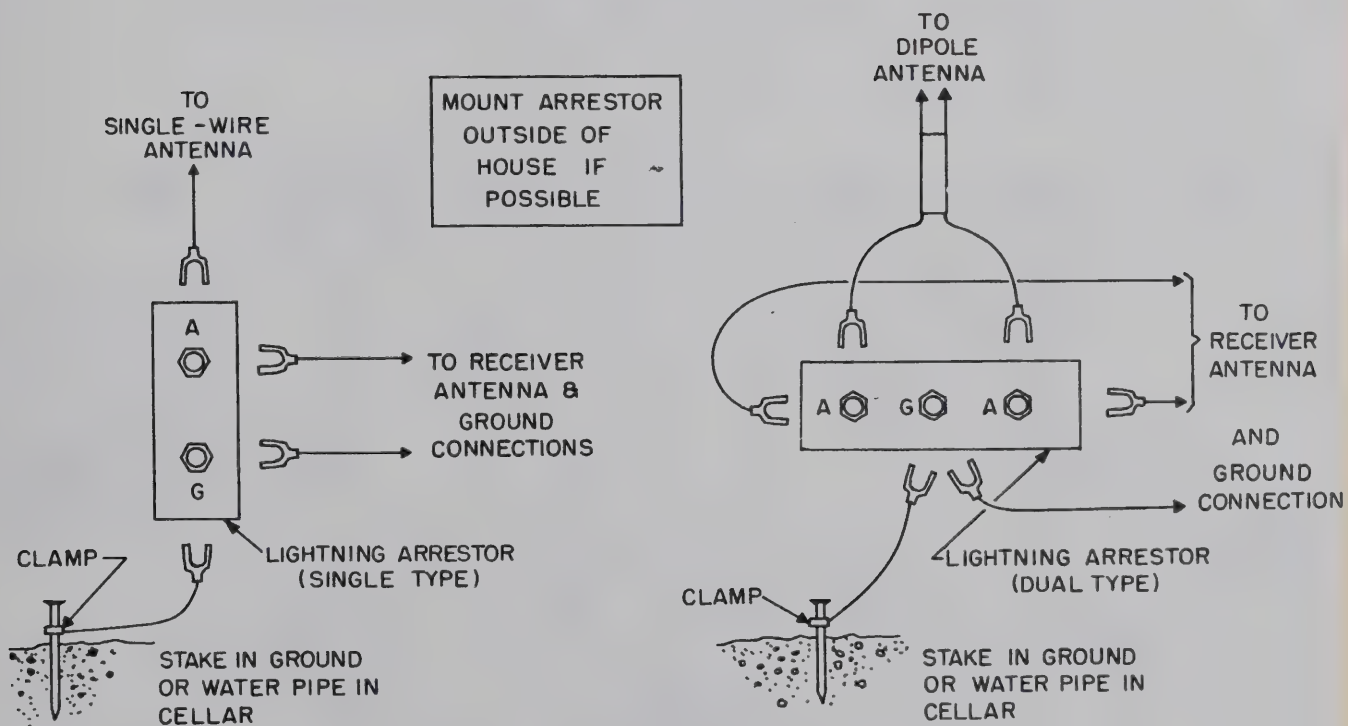 TO
SINGLE-WIRE
ANTENNA
MOUNT ARRESTOR
OUTSIDE OF
HOUSE IF
POSSIBLE
A
G
TO RECEIVER
ANTENNA &
GROUND
CONNECTIONS
LIGHTNING ARRESTOR
(SINGLE TYPE)
CLAMP
STAKE IN GROUND
OR WATER PIPE IN
CELLAR
TO
DIPOLE
ANTENNA
A G A
TO
RECEIVER
ANTENNA
AND
GROUND
CONNECTION
LIGHTNING ARRESTOR
(DUAL TYPE)
CLAMP
STAKE IN GROUND
OR WATER PIPE IN
CELLAR